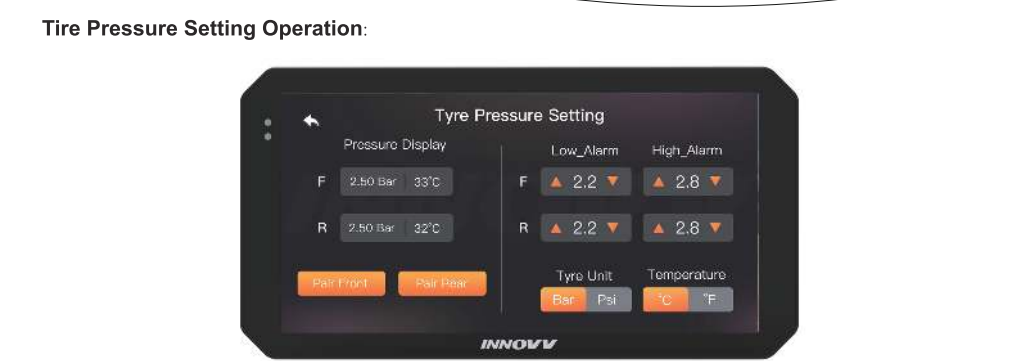 Tire Pressure Setting Operation:
Tyre Pressure Setting
Pressure Display
Low_Alarm High_Alarm
F 2.50 Bar 33°C F 2.2 2.8
R 2.50 Bar 32°C R 2.2 2.8
Tyre Unit Temperature
Pair Front Pair Rear
Bar Psi °C °F
INNOVV